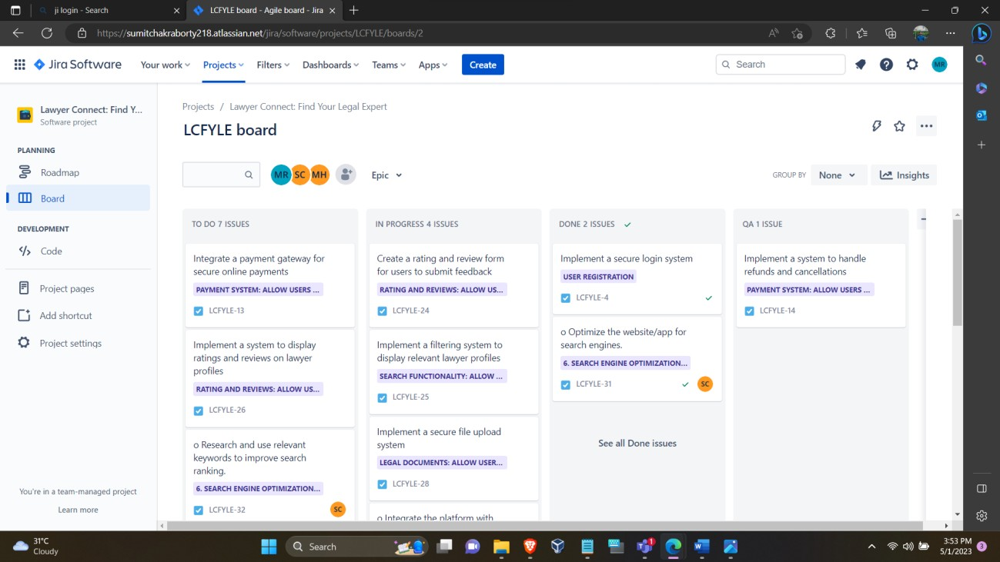 ji login - Search
LCFYLE board - Agile board - Jira
https://sumitchakraborty218.atlassian.net/jira/software/projects/LCFYLE/boards/2
Jira Software
Your work
Projects
Filters
Dashboards
Teams
Apps
Create
Search
MR
Lawyer Connect: Find Y...
Software project
PLANNING
Roadmap
Board
DEVELOPMENT
Code
Project pages
Add shortcut
Project settings
You're in a team-managed project
Learn more
Projects / Lawyer Connect: Find Your Legal Expert
LCFYLE board
MR SC MH
Epic
GROUP BY None
Insights
TO DO 7 ISSUES
Integrate a payment gateway for
secure online payments
PAYMENT SYSTEM: ALLOW USERS ...
LCFYLE-13
Implement a system to display
ratings and reviews on lawyer
profiles
RATING AND REVIEWS: ALLOW US...
LCFYLE-26
o Research and use relevant
keywords to improve search
ranking.
6. SEARCH ENGINE OPTIMIZATION...
LCFYLE-32
SC
IN PROGRESS 4 ISSUES
Create a rating and review form
for users to submit feedback
RATING AND REVIEWS: ALLOW US...
LCFYLE-24
Implement a filtering system to
display relevant lawyer profiles
SEARCH FUNCTIONALITY: ALLOW ...
LCFYLE-25
Implement a secure file upload
system
LEGAL DOCUMENTS: ALLOW USER...
LCFYLE-28
o Integrate the platform with
DONE 2 ISSUES
Implement a secure login system
USER REGISTRATION
LCFYLE-4
o Optimize the website/app for
search engines.
6. SEARCH ENGINE OPTIMIZATION...
LCFYLE-31
SC
See all Done issues
QA 1 ISSUE
Implement a system to handle
refunds and cancellations
PAYMENT SYSTEM: ALLOW USERS ...
LCFYLE-14
31°C
Cloudy
Search
1
3:53 PM
5/1/2023
3